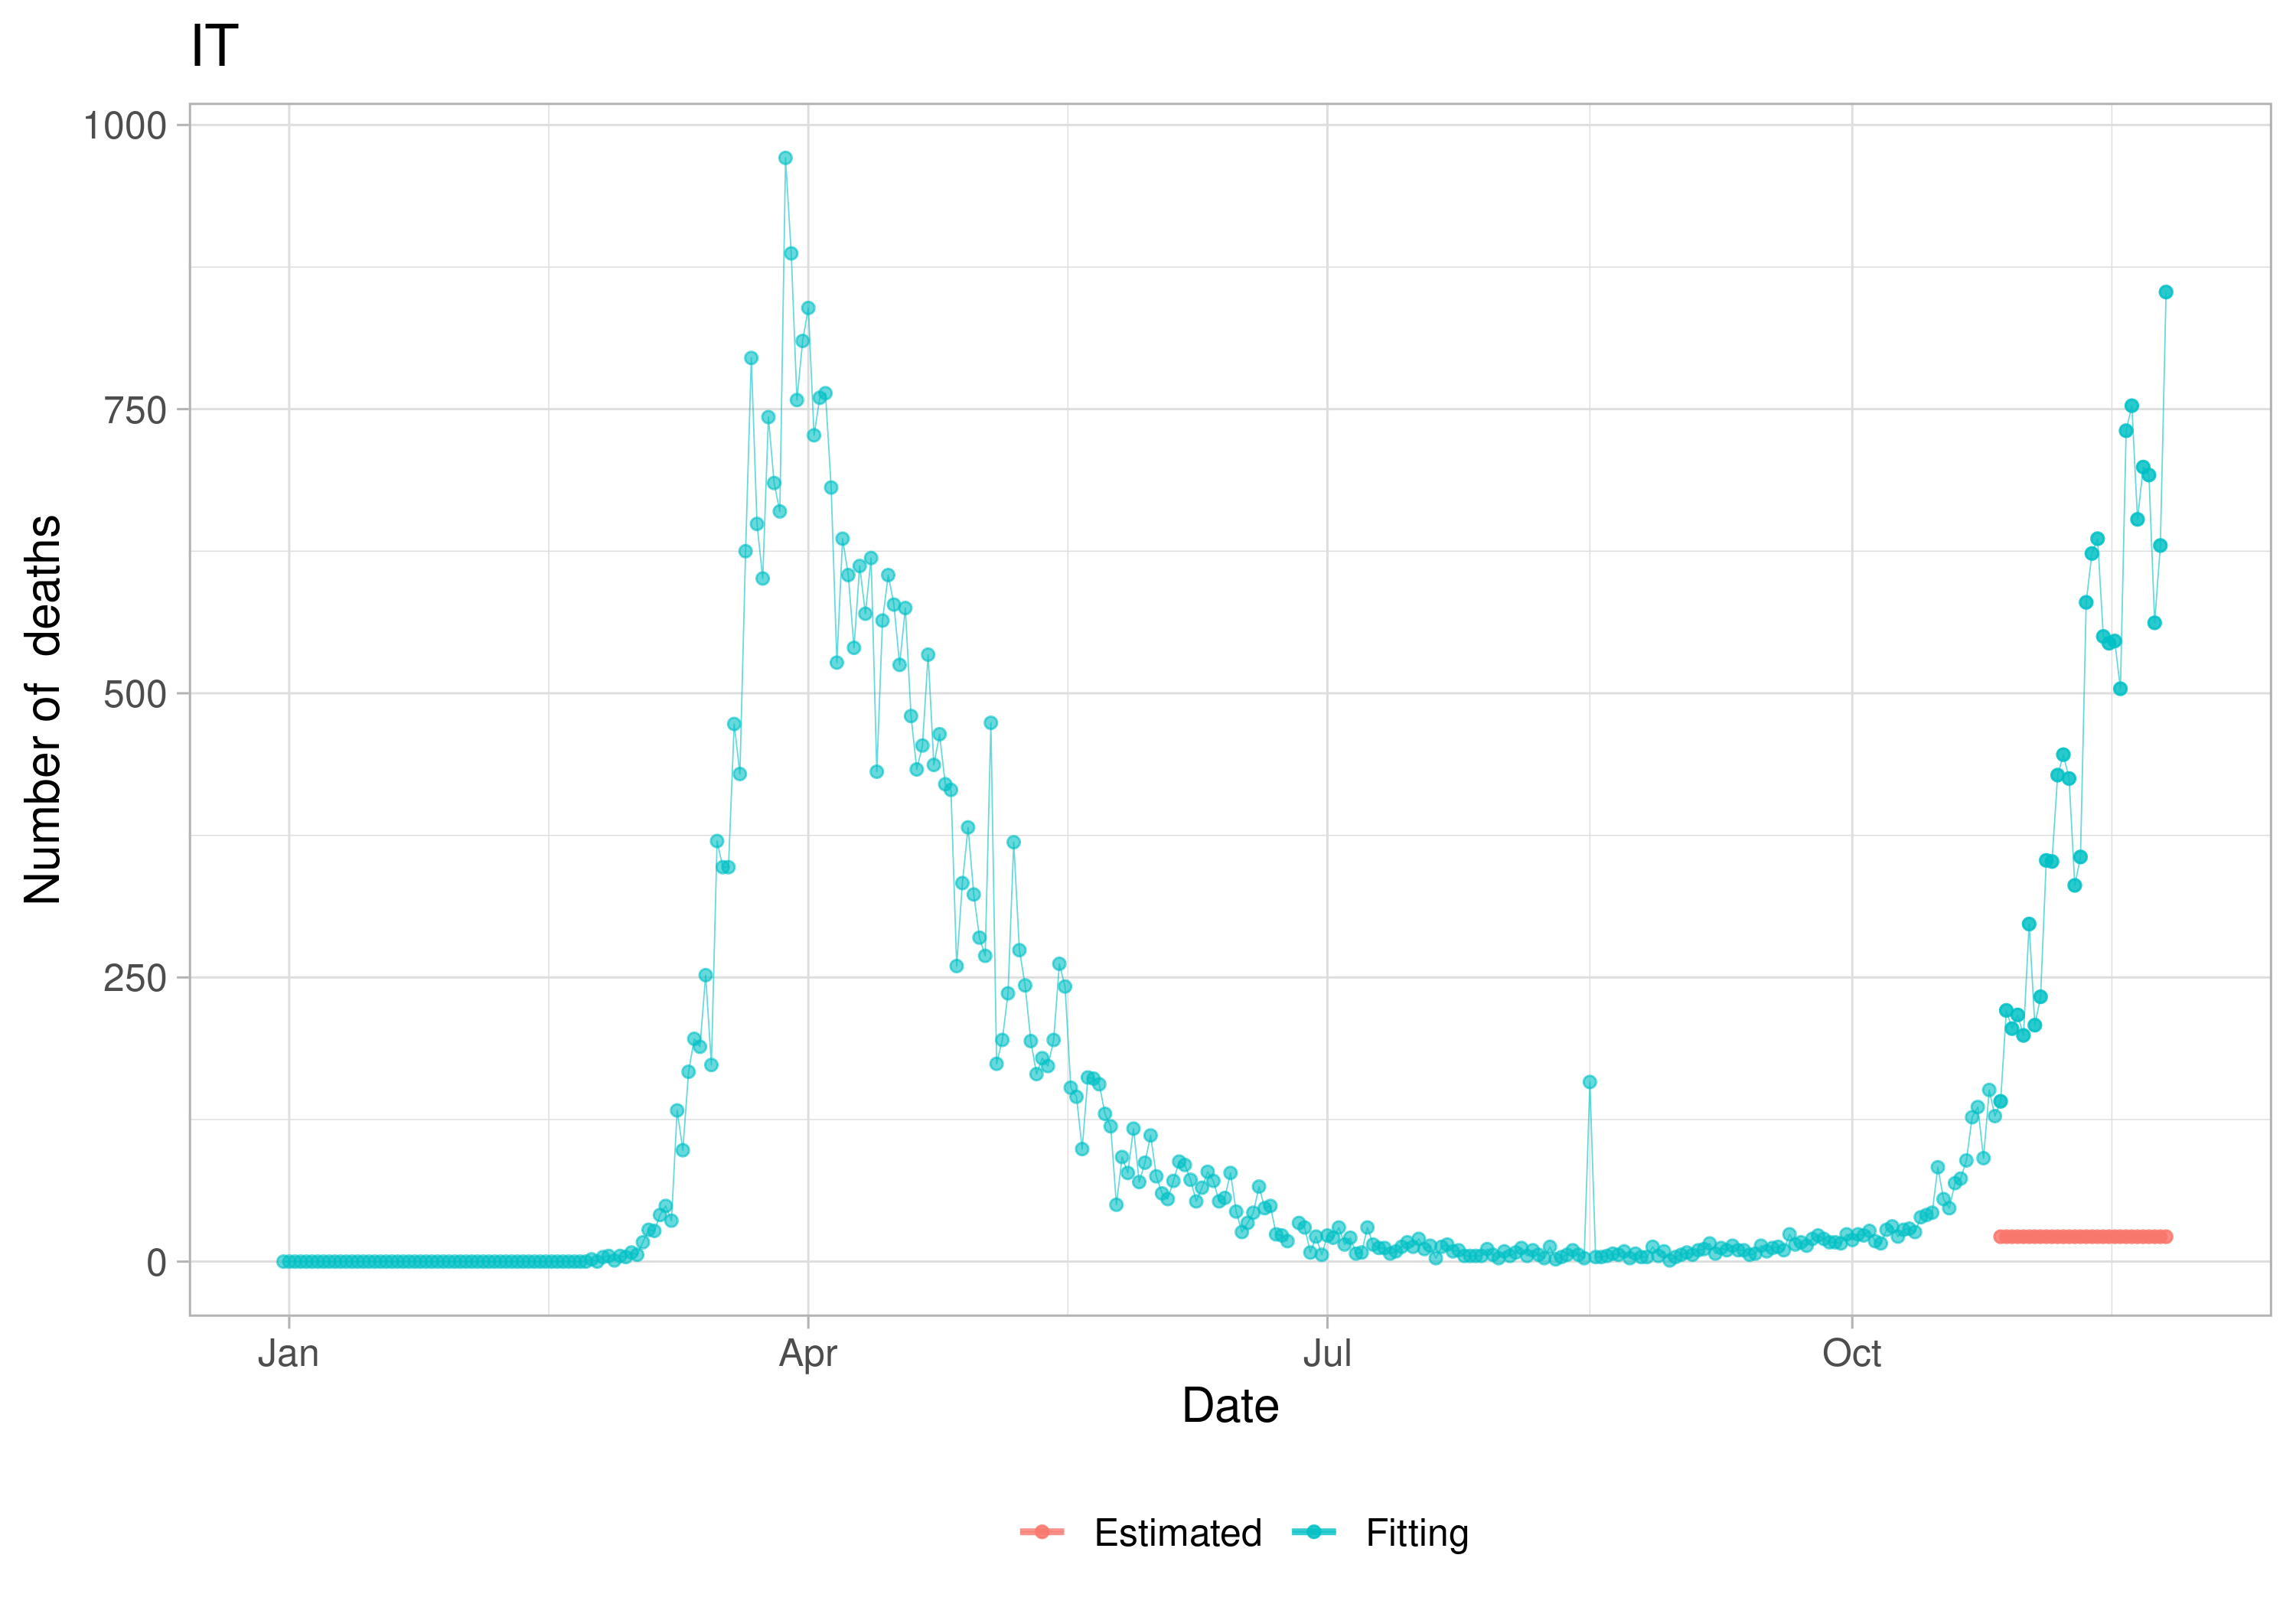 IT
1000
750
500
250
0
Number of deaths
Jan Apr Jul Oct
Date
Estimated Fitting